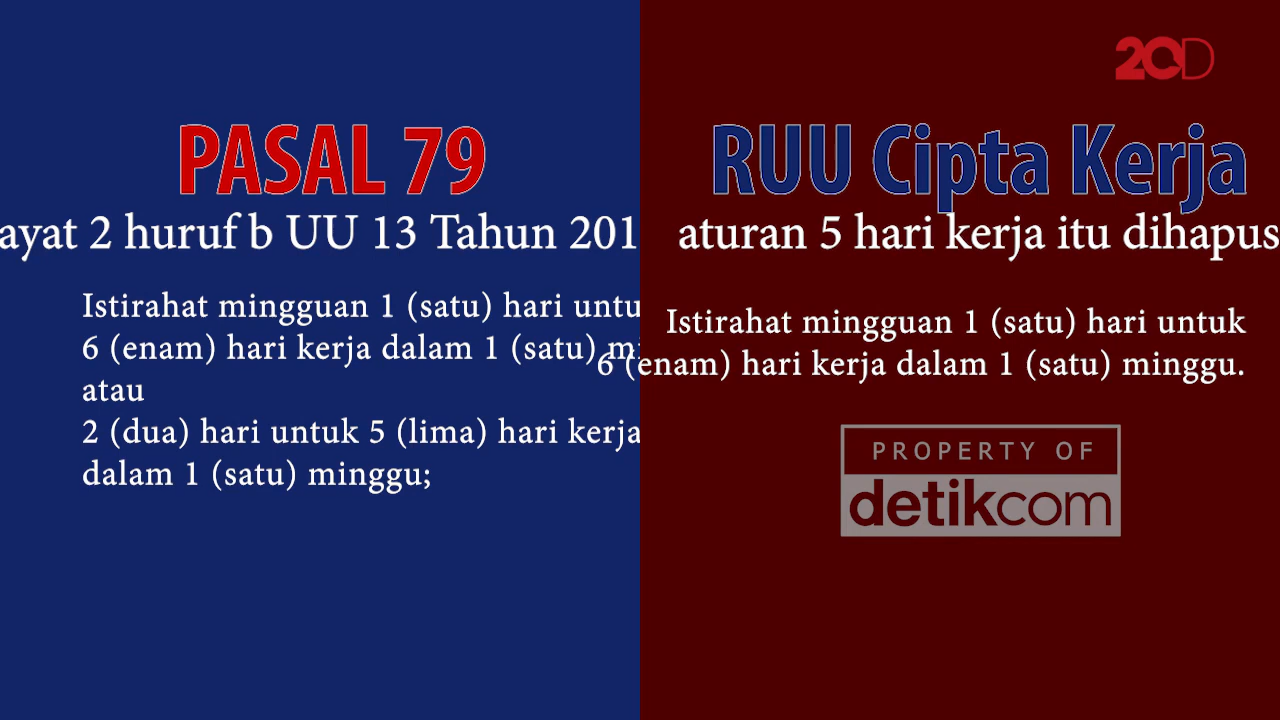 PASAL 79
ayat 2 huruf b UU 13 Tahun 201
Istirahat mingguan 1 (satu) hari untu
6 (enam) hari kerja dalam 1 (satu) mi
atau
2 (dua) hari untuk 5 (lima) hari kerja
dalam 1 (satu) minggu;
20D
RUU Cipta Kerja
aturan 5 hari kerja itu dihapus
Istirahat mingguan 1 (satu) hari untuk
6 (enam) hari kerja dalam 1 (satu) minggu.
PROPERTY OF
detikcom